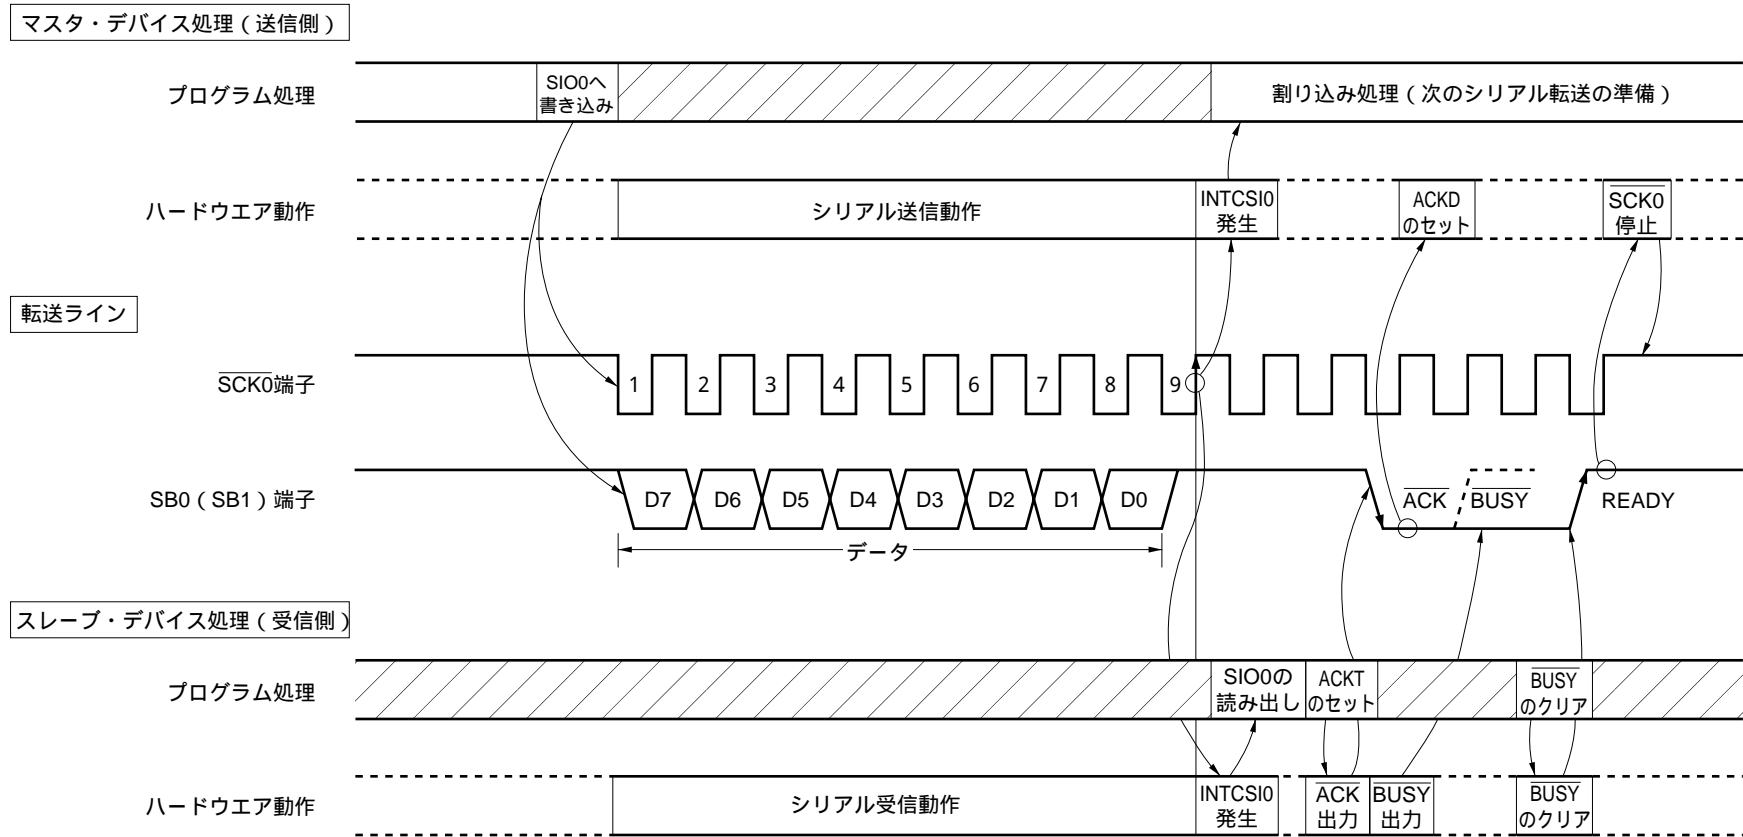 マスタ・デバイス処理（送信側）
プログラム処理
SIO0へ
書き込み
割り込み処理（次のシリアル転送の準備）
ハードウエア動作
シリアル送信動作
INTCSI0
発生
ACKD
のセット
SCK0
停止
転送ライン
SCK0端子
1 2 3 4 5 6 7 8 9
SB0（SB1）端子
D7 D6 D5 D4 D3 D2 D1 D0
ACK BUSY READY
データ
スレーブ・デバイス処理（受信側）
プログラム処理
SIO0の
読み出し
ACKT
のセット
BUSY
のクリア
ハードウエア動作
シリアル受信動作
INTCSI0
発生
ACK
出力
BUSY
出力
BUSY
のクリア